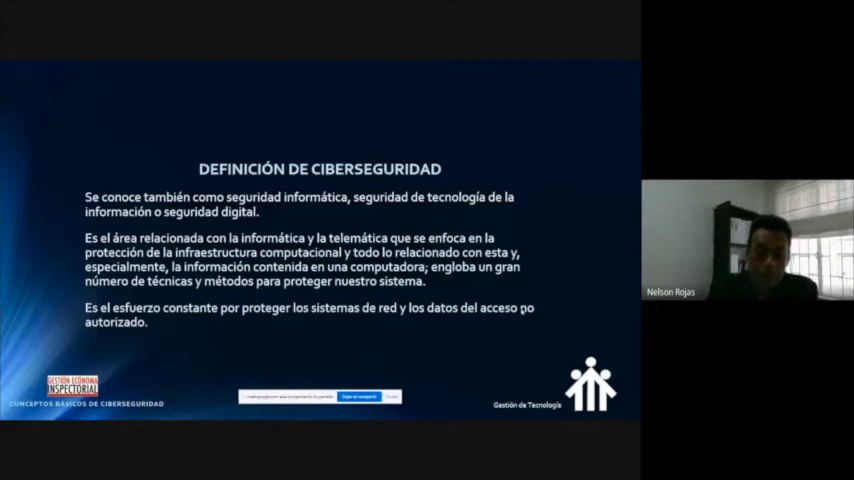 DEFINICIÓN DE CIBERSEGURIDAD
Se conoce también como seguridad informática, seguridad de tecnología de la
información o seguridad digital.
Es el área relacionada con la informática y la telemática que se enfoca en la
protección de la infraestructura computacional y todo lo relacionado con esta y,
especialmente, la información contenida en una computadora; engloba un gran
número de técnicas y métodos para proteger nuestro sistema.
Es el esfuerzo constante por proteger los sistemas de red y los datos del acceso no
autorizado.
GESTIÓN ECÓNOMA
INSPECTORIAL
CONCEPTOS BÁSICOS DE CIBERSEGURIDAD
Dejar de compartir
Gestión de Tecnología
Nelson Rojas